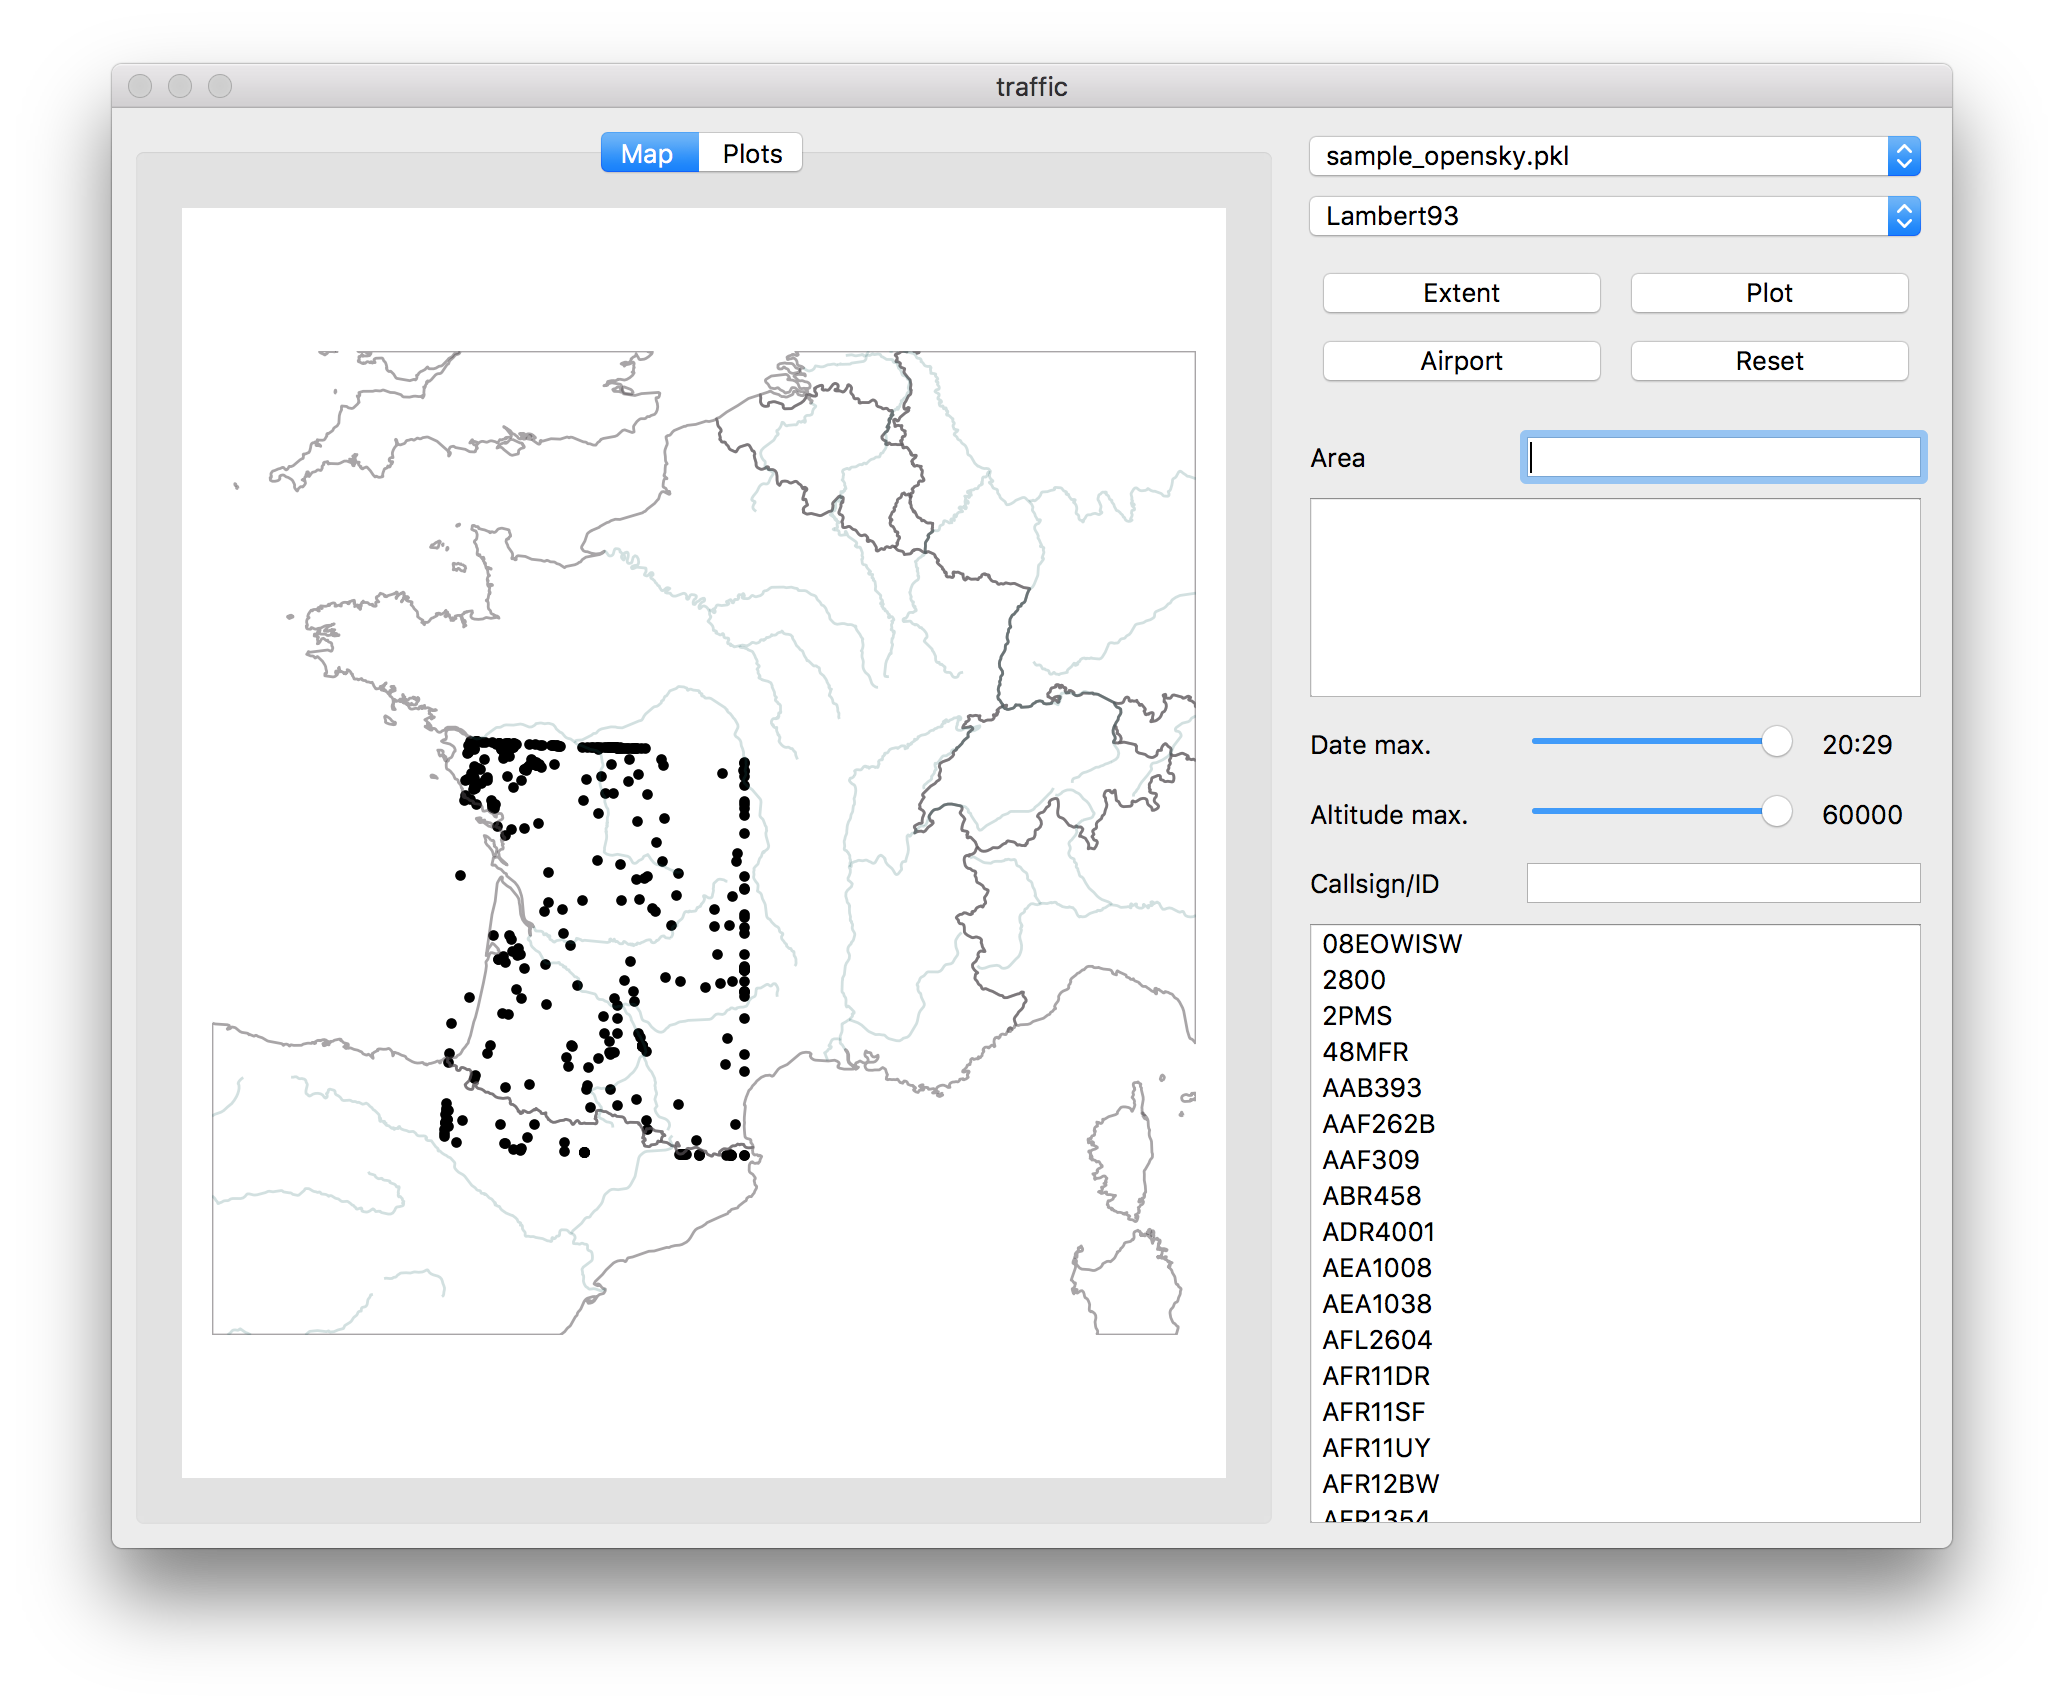 traffic
Map Plots
sample_opensky.pkl
Lambert93
Extent Plot
Airport Reset
Area
Date max. 20:29
Altitude max. 60000
Callsign/ID
08EOWISW
2800
2PMS
48MFR
AAB393
AAF262B
AAF309
ABR458
ADR4001
AEA1008
AEA1038
AFL2604
AFR11DR
AFR11SF
AFR11UY
AFR12BW
AFR1354